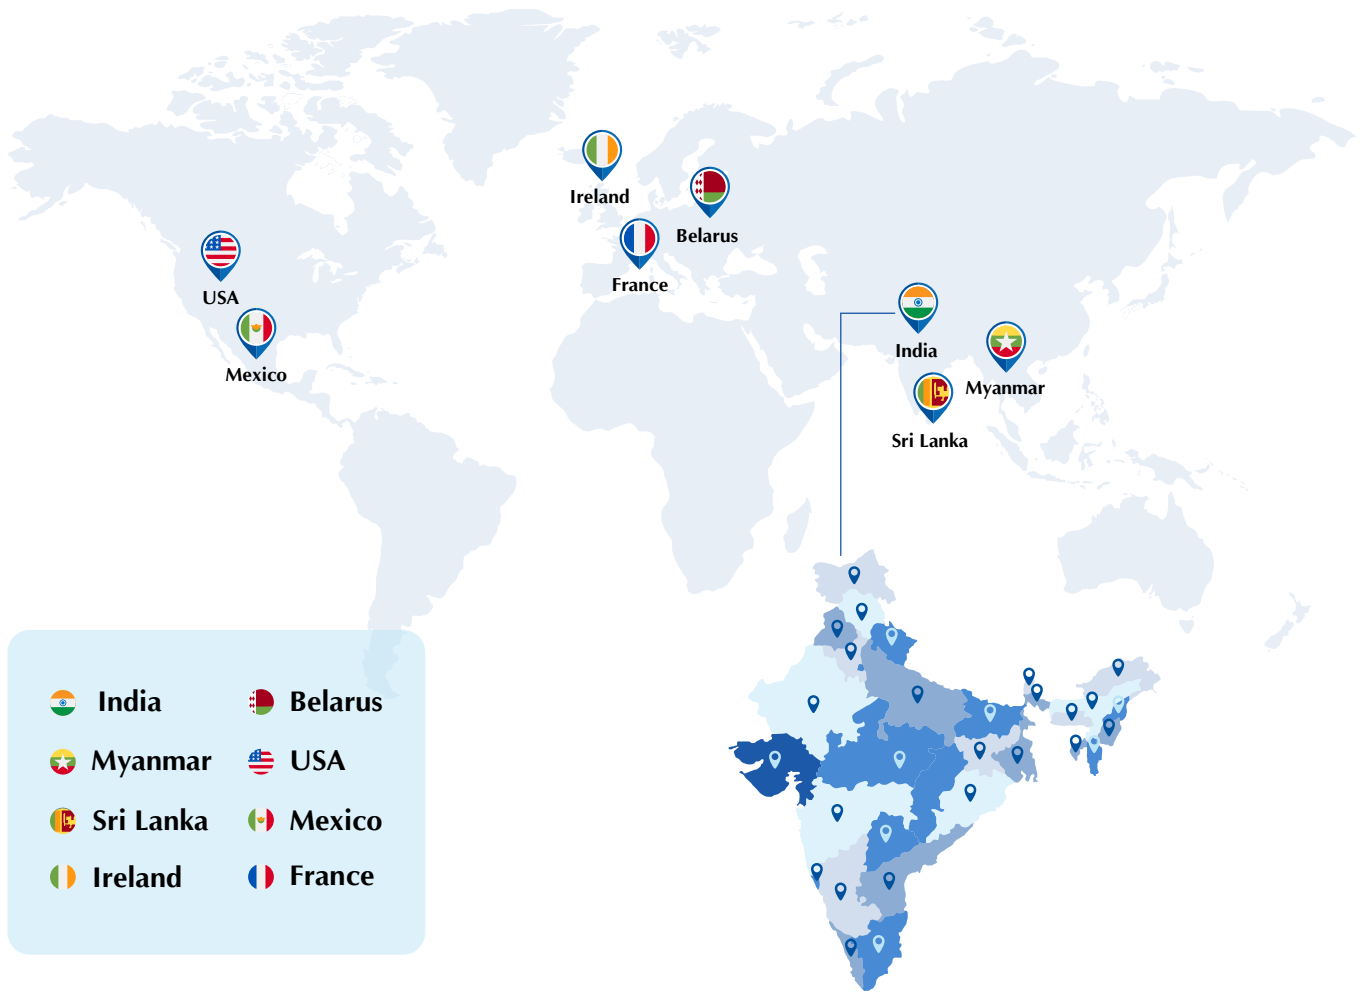 Ireland
Belarus
France
USA
Mexico
India
Myanmar
Sri Lanka
India
Belarus
Myanmar
USA
Sri Lanka
Mexico
Ireland
France